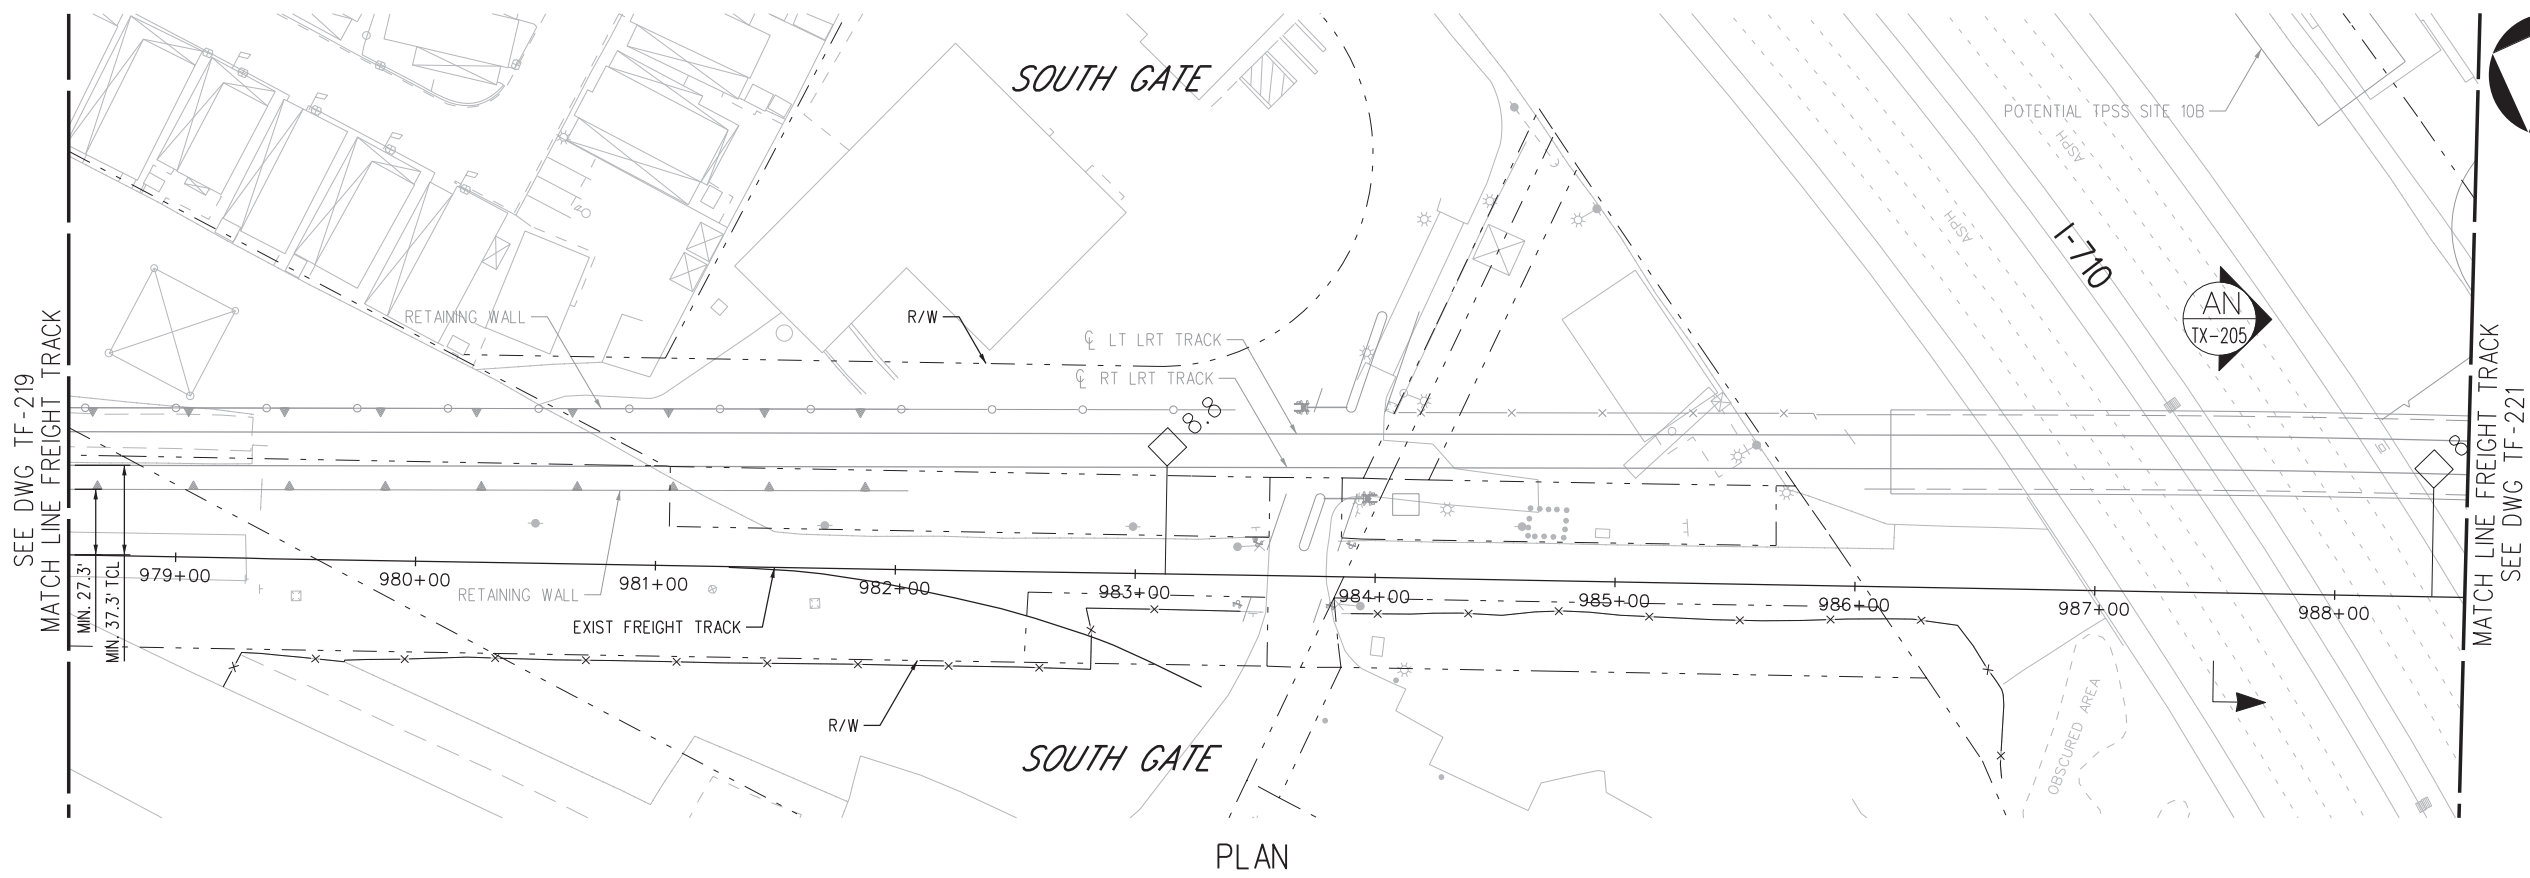 SOUTH GATE
POTENTIAL TPSS SITE 10B
ASPH
ASPH
I-710
AN
TX-205
RETAINING WALL
R/W
℄ LT LRT TRACK
℄ RT LRT TRACK
8.8
8
SEE DWG TF-219
MATCH LINE FREIGHT TRACK
MATCH LINE FREIGHT TRACK
SEE DWG TF-221
MIN. 27.3'
MIN. 37.3' TCL
979+00
980+00
981+00
982+00
983+00
984+00
985+00
986+00
987+00
988+00
RETAINING WALL
EXIST FREIGHT TRACK
R/W
OBSCURED AREA
SOUTH GATE
PLAN